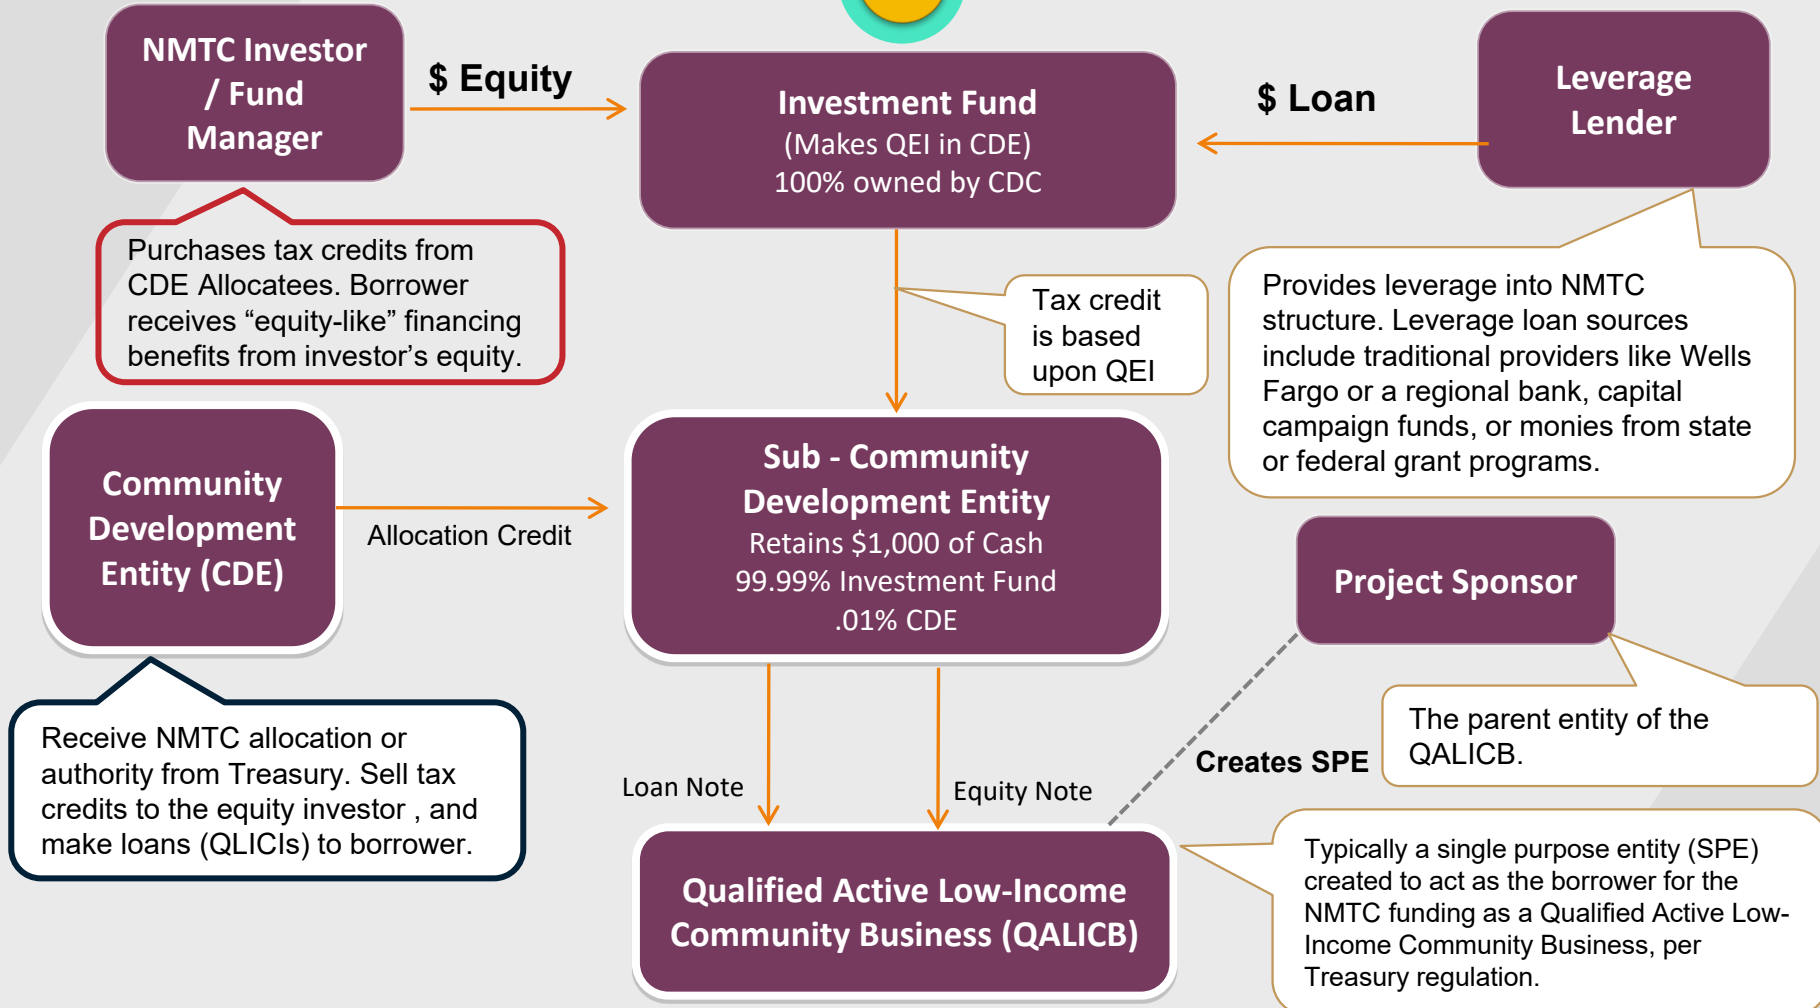 NMTC Investor
/ Fund
Manager
$ Equity
Investment Fund
(Makes QEI in CDE)
100% owned by CDC
$ Loan
Leverage
Lender
Purchases tax credits from
CDE Allocatees. Borrower
receives “equity-like” financing
benefits from investor’s equity.
Tax credit
is based
upon QEI
Provides leverage into NMTC
structure. Leverage loan sources
include traditional providers like Wells
Fargo or a regional bank, capital
campaign funds, or monies from state
or federal grant programs.
Community
Development
Entity (CDE)
Allocation Credit
Sub - Community
Development Entity
Retains $1,000 of Cash
99.99% Investment Fund
.01% CDE
Project Sponsor
The parent entity of the
QALICB.
Receive NMTC allocation or
authority from Treasury. Sell tax
credits to the equity investor , and
make loans (QLICIs) to borrower.
Loan Note
Equity Note
Creates SPE
Qualified Active Low-Income
Community Business (QALICB)
Typically a single purpose entity (SPE)
created to act as the borrower for the
NMTC funding as a Qualified Active Low-
Income Community Business, per
Treasury regulation.